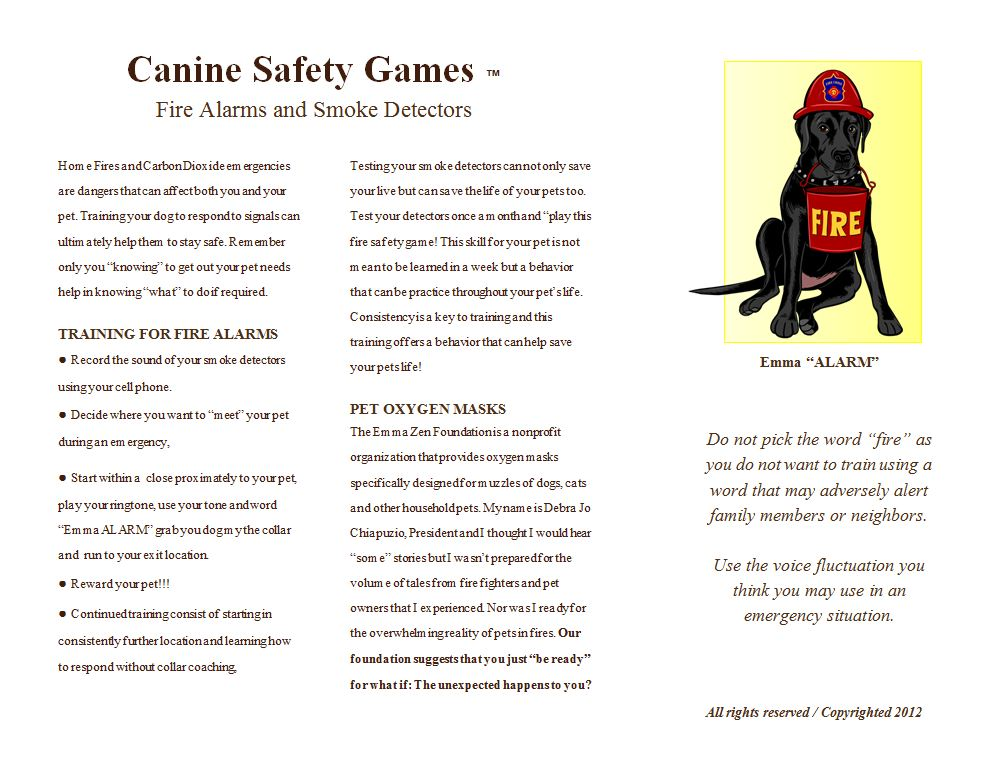 Canine Safety Games ™
Fire Alarms and Smoke Detectors
Home Fires and Carbon Dioxide emergencies
are dangers that can affect both you and your
pet. Training your dog to respond to signals can
ultimately help them to stay safe. Remember
only you “knowing” to get out your pet needs
help in knowing “what” to do if required.
TRAINING FOR FIRE ALARMS
● Record the sound of your smoke detectors
using your cell phone.
● Decide where you want to “meet” your pet
during an emergency,
● Start within a close proximately to your pet,
play your ringtone, use your tone and word
“Emma ALARM” grab you dog my the collar
and run to your exit location.
● Reward your pet!!!
● Continued training consist of starting in
consistently further location and learning how
to respond without collar coaching,
Testing your smoke detectors can not only save
your live but can save the life of your pets too.
Test your detectors once a month and “play this
fire safety game! This skill for your pet is not
mean to be learned in a week but a behavior
that can be practice throughout your pet’s life.
Consistency is a key to training and this
training offers a behavior that can help save
your pets life!
PET OXYGEN MASKS
The Emma Zen Foundation is a nonprofit
organization that provides oxygen masks
specifically designed for muzzles of dogs, cats
and other household pets. My name is Debra Jo
Chiapuzio, President and I thought I would hear
“some” stories but I wasn’t prepared for the
volume of tales from fire fighters and pet
owners that I experienced. Nor was I ready for
the overwhelming reality of pets in fires. Our
foundation suggests that you just “be ready”
for what if: The unexpected happens to you?
FIRE
Emma “ALARM”
Do not pick the word “fire” as
you do not want to train using a
word that may adversely alert
family members or neighbors.
Use the voice fluctuation you
think you may use in an
emergency situation.
All rights reserved / Copyrighted 2012